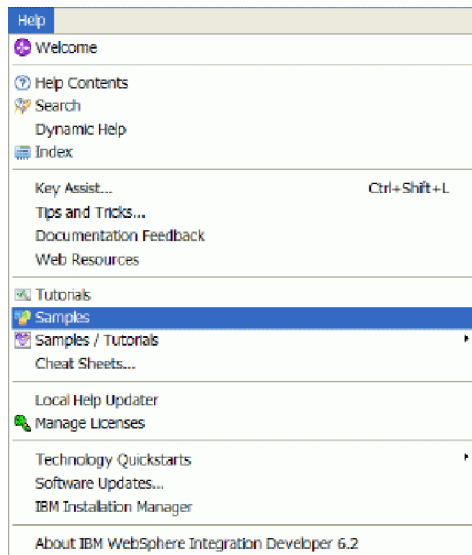 Help
Welcome
Help Contents
Search
Dynamic Help
Index
Key Assist... Ctrl+Shift+L
Tips and Tricks...
Documentation Feedback
Web Resources
Tutorials
Samples
Samples / Tutorials
Cheat Sheets...
Local Help Updater
Manage Licenses
Technology Quickstarts
Software Updates...
IBM Installation Manager
About IBM WebSphere Integration Developer 6.2